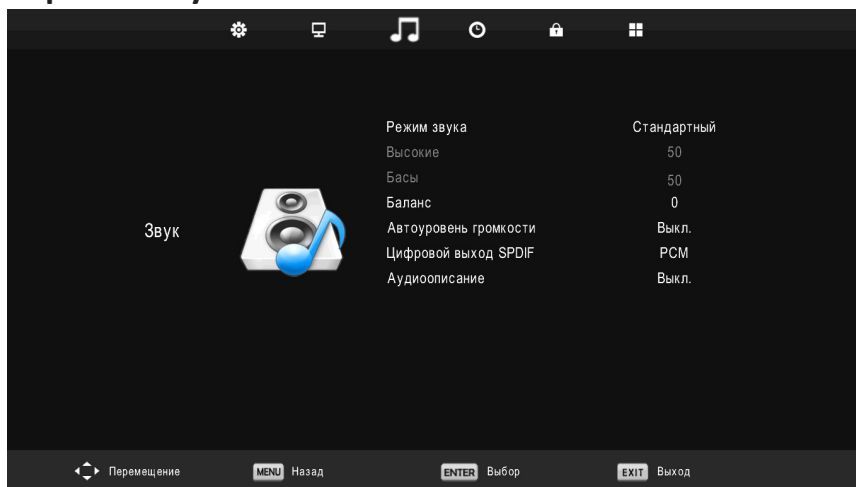 Режим звука Стандартный
Высокие 50
Басы 50
Баланс 0
Звук
Автоуровень громкости Выкл.
Цифровой выход SPDIF PCM
Аудиоописание Выкл.
Перемещение MENU Назад ENTER Выбор EXIT Выход